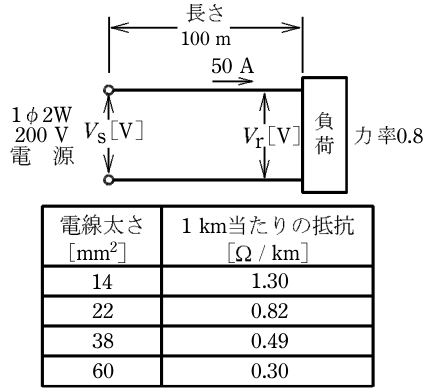 長さ
100 m
50 A
1φ2W
200 V
電 源
Vs[V]
Vr[V]
負荷
力率0.8
電線太さ [mm²]
1 km当たりの抵抗 [Ω / km]
14 1.30
22 0.82
38 0.49
60 0.30